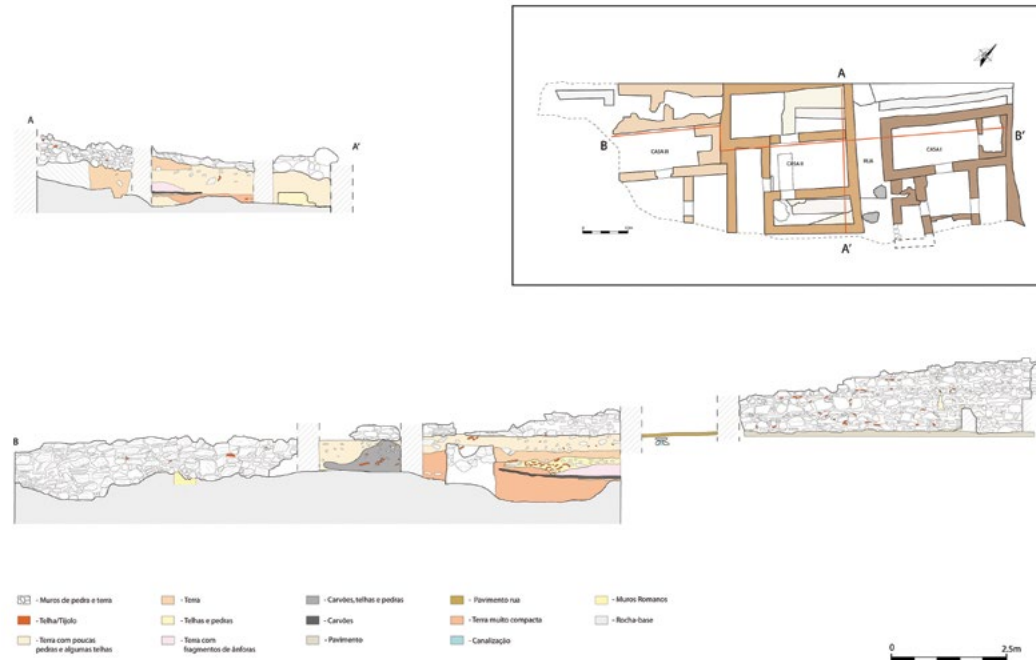 A
A'
A
B
B'
CASA III
CASA II
RUA
CASA I
A'
B
- Muros de pedra e terra
- Telha/Tijolo
- Terra com poucas
pedras e algumas telhas
- Terra
- Telhas e pedras
- Terra com
fragmentos de ânforas
- Carvões, telhas e pedras
- Carvões
- Pavimento
- Pavimento rua
- Terra muito compacta
- Canalização
- Muros Romanos
- Rocha-base
0 2.5m